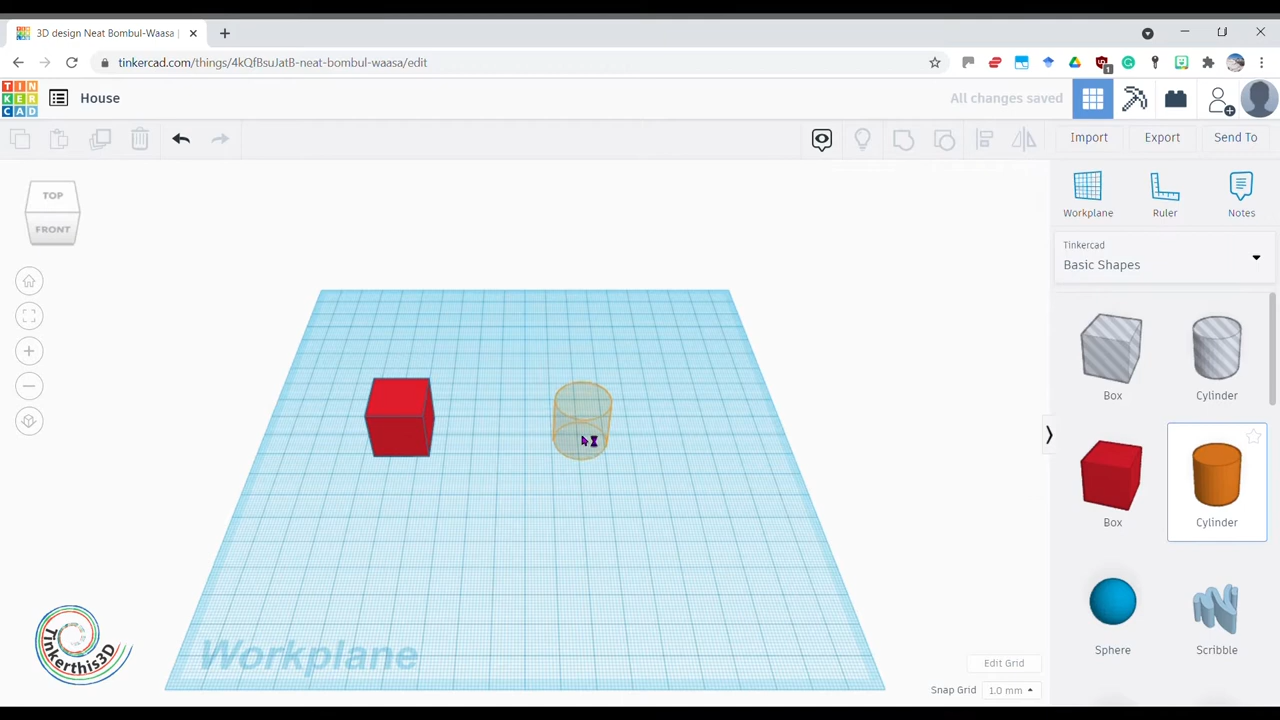 3D design Neat Bombul-Waasa |
tinkercad.com/things/4kQfBsuJatB-neat-bombul-waasa/edit
1
TIN
KER
CAD
House
All changes saved
Import
Export
Send To
TOP
FRONT
Workplane
Ruler
Notes
Tinkercad
Basic Shapes
Box
Cylinder
Box
Cylinder
Sphere
Scribble
Workplane
Tinkerthis3D
Edit Grid
Snap Grid
1.0 mm